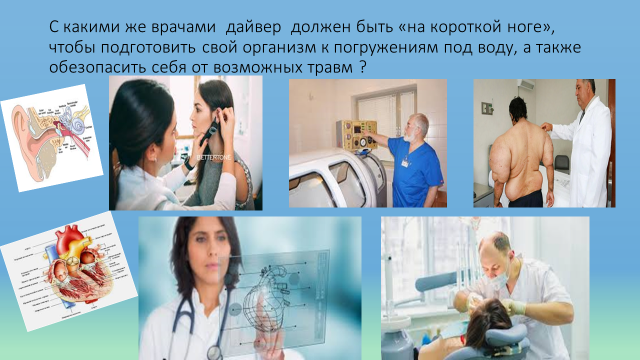 С какими же врачами дайвер должен быть «на короткой ноге»,
чтобы подготовить свой организм к погружениям под воду, а также
обезопасить себя от возможных травм ?
BETTERTONE